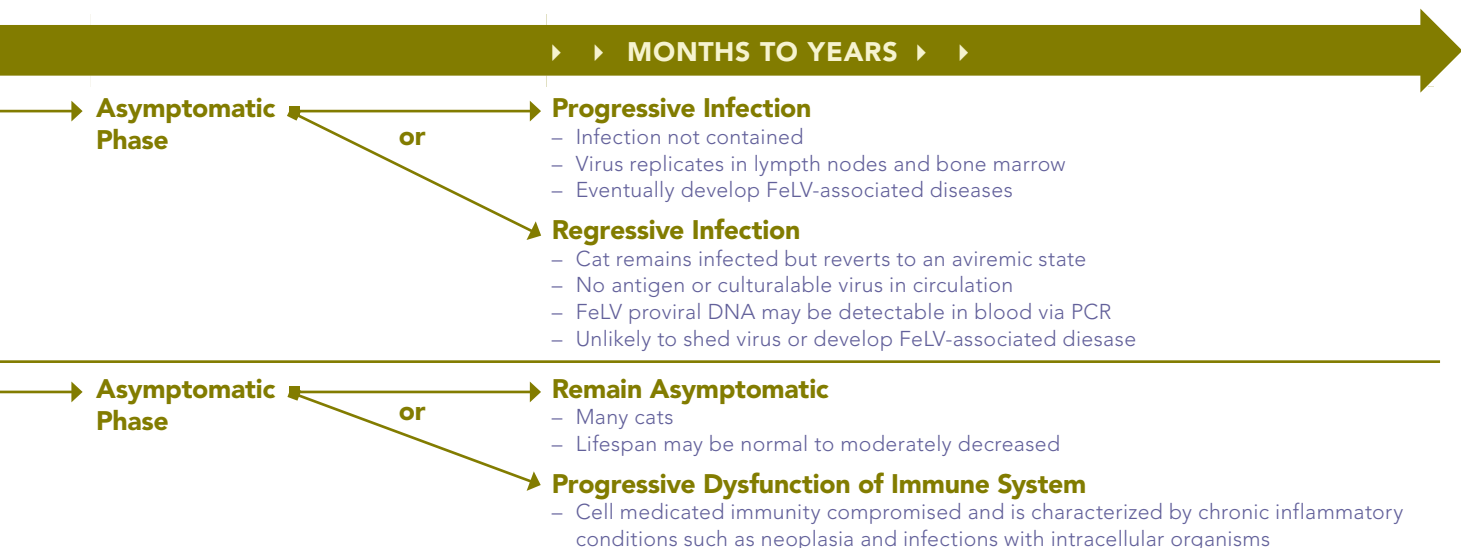 MONTHS TO YEARS
Asymptomatic
Phase
or
Progressive Infection
– Infection not contained
– Virus replicates in lymph nodes and bone marrow
– Eventually develop FeLV-associated diseases
Regressive Infection
– Cat remains infected but reverts to an aviremic state
– No antigen or culturalable virus in circulation
– FeLV proviral DNA may be detectable in blood via PCR
– Unlikely to shed virus or develop FeLV-associated diesase
Asymptomatic
Phase
or
Remain Asymptomatic
– Many cats
– Lifespan may be normal to moderately decreased
Progressive Dysfunction of Immune System
– Cell medicated immunity compromised and is characterized by chronic inflammatory
conditions such as neoplasia and infections with intracellular organisms